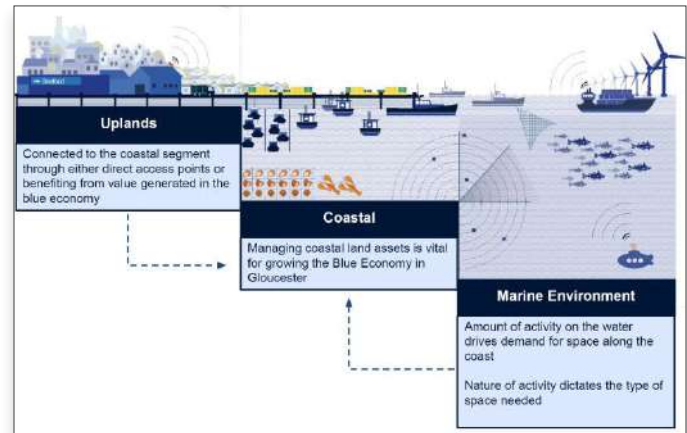 Uplands
Connected to the coastal segment
through either direct access points or
benefiting from value generated in the
blue economy
Coastal
Managing coastal land assets is vital
for growing the Blue Economy in
Gloucester
Marine Environment
Amount of activity on the water
drives demand for space along the
coast
Nature of activity dictates the type of
space needed